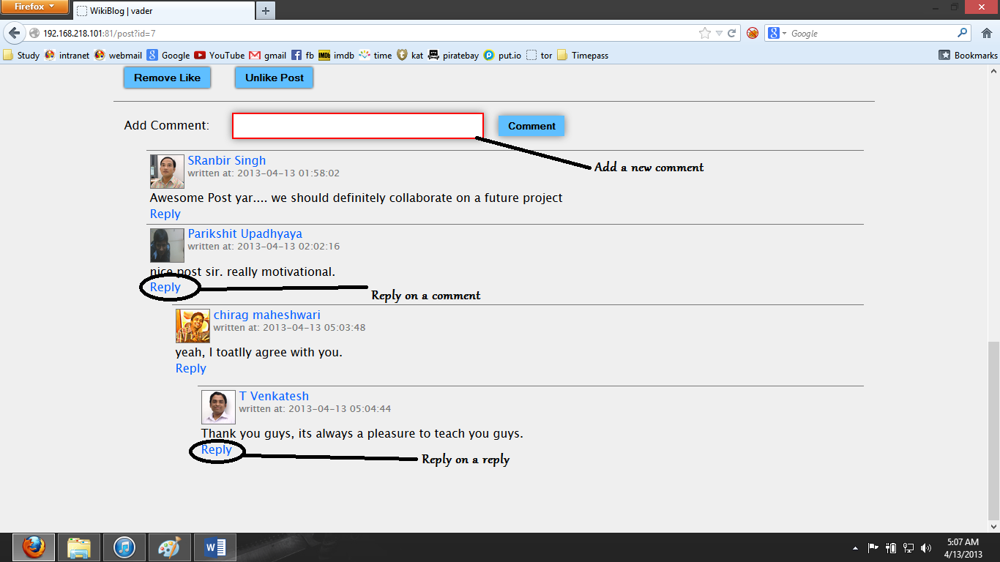 Firefox
WikiBlog | vader
192.168.218.101:81/post?id=7
Google
Study intranet webmail Google YouTube gmail fb imdb time kat piratebay put.io tor Timepass Bookmarks
Remove Like Unlike Post
Add Comment: Comment
Add a new comment
SRanbir Singh
written at: 2013-04-13 01:58:02
Awesome Post yar.... we should definitely collaborate on a future project
Reply
Parikshit Upadhyaya
written at: 2013-04-13 02:02:16
nice post sir. really motivational.
Reply
Reply on a comment
chirag maheshwari
written at: 2013-04-13 05:03:48
yeah, I toatlly agree with you.
Reply
T Venkatesh
written at: 2013-04-13 05:04:44
Thank you guys, its always a pleasure to teach you guys.
Reply
Reply on a reply
5:07 AM
4/13/2013